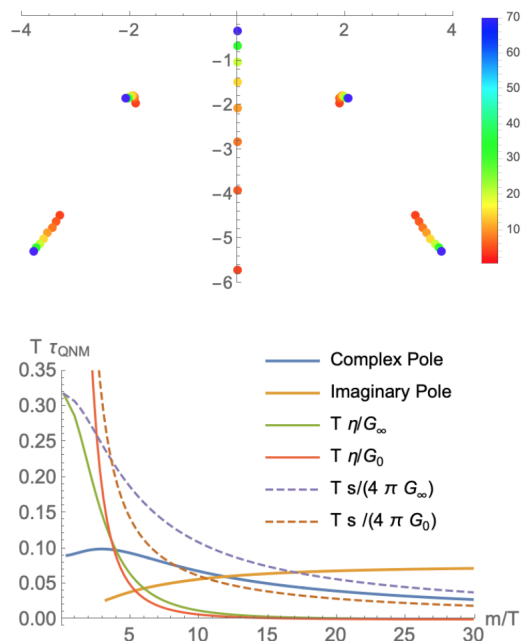 -4 -2 2 4
-1
-2
-3
-4
-5
-6
70
60
50
40
30
20
10
T τQNM
0.35
0.30
0.25
0.20
0.15
0.10
0.05
0.00
5 10 15 20 25 30 m/T
Complex Pole
Imaginary Pole
T η/G∞
T η/G0
T s/(4 π G∞)
T s /(4 π G0)